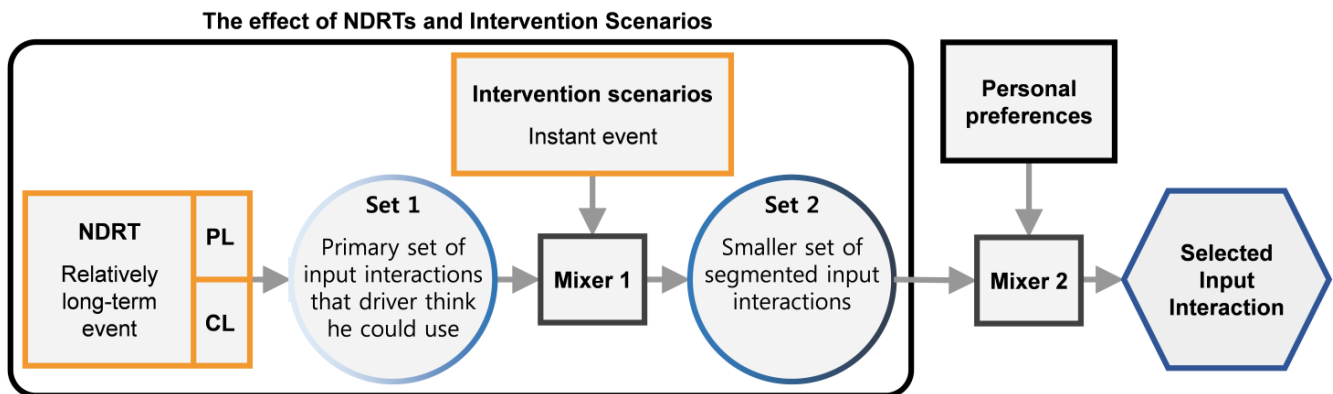 The effect of NDRTs and Intervention Scenarios
NDRT
Relatively
long-term
event
PL
CL
Set 1
Primary set of
input interactions
that driver think
he could use
Intervention scenarios
Instant event
Mixer 1
Set 2
Smaller set of
segmented input
interactions
Personal
preferences
Mixer 2
Selected
Input
Interaction